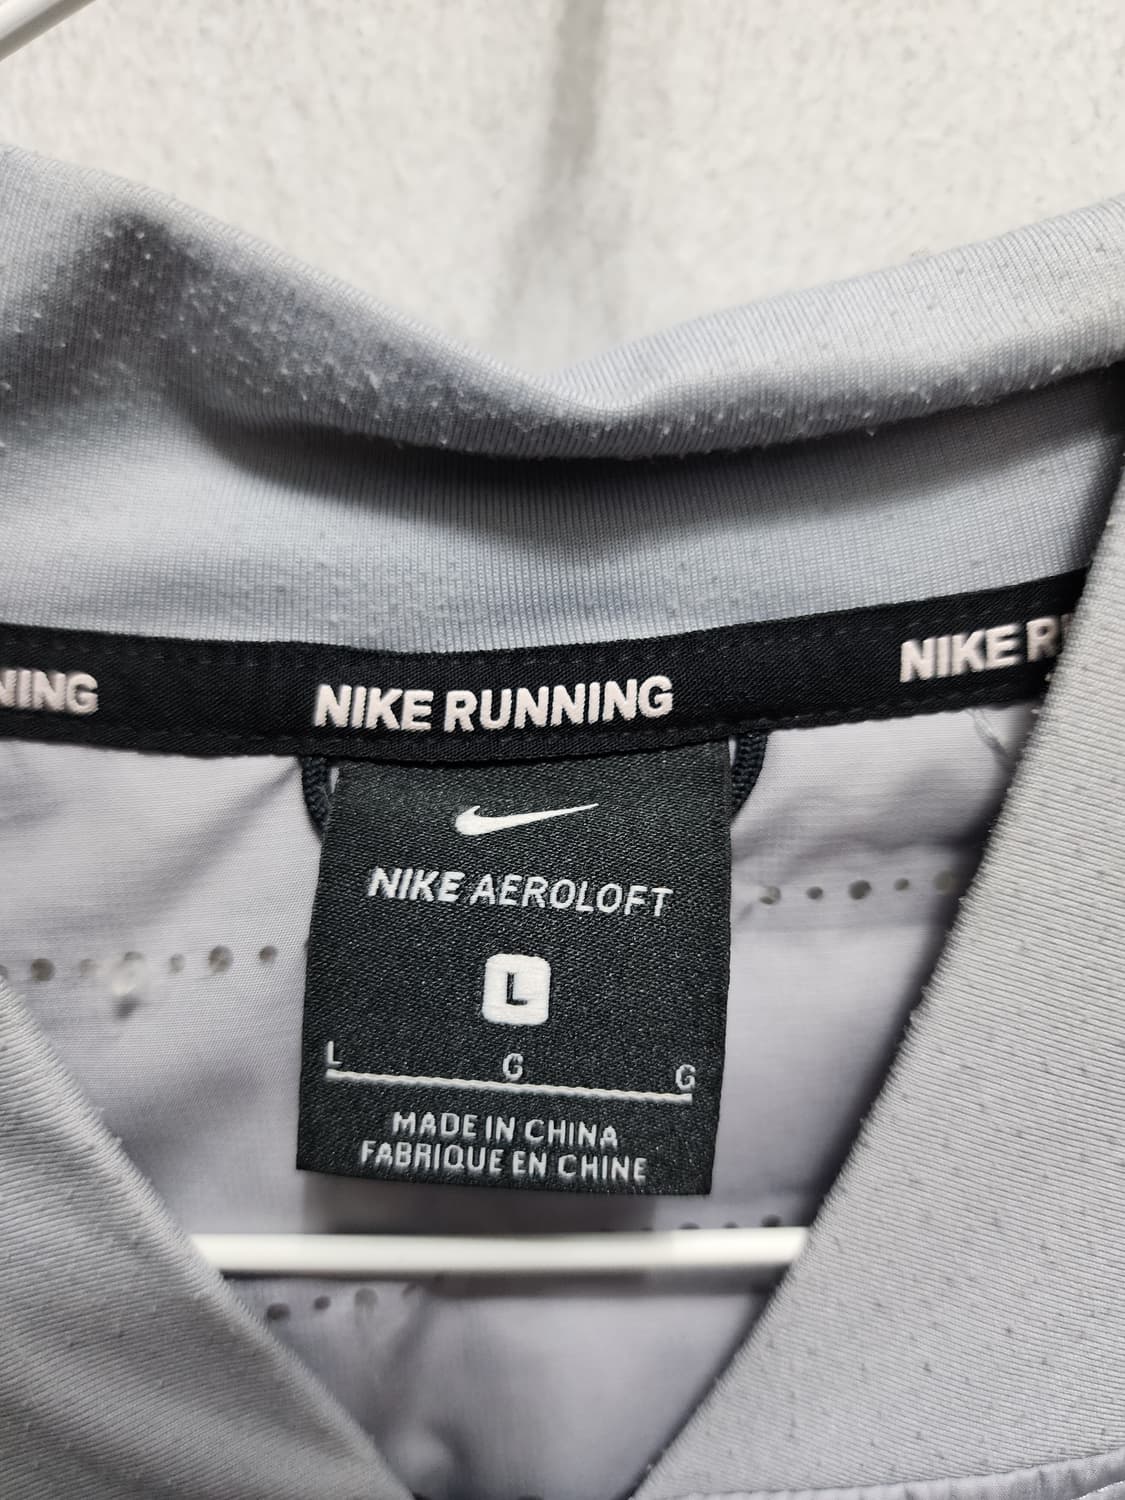 NING NIKE RUNNING NIKE R
NIKE AEROLOFT
L
L G G
MADE IN CHINA
FABRIQUE EN CHINE